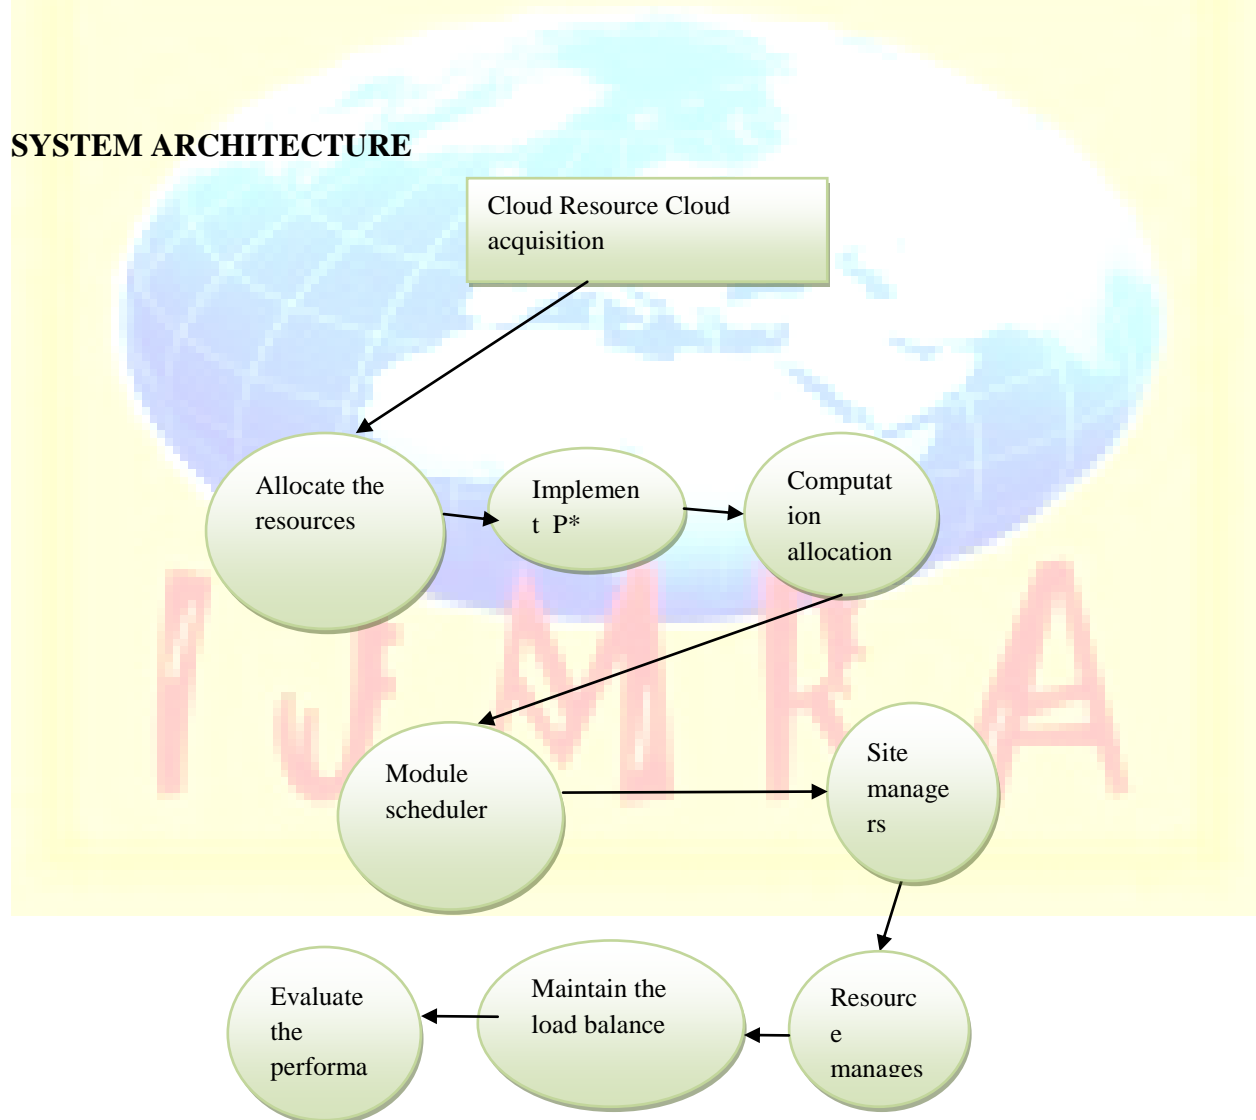 SYSTEM ARCHITECTURE
Cloud Resource Cloud
acquisition
Allocate the
resources
Implemen
t P*
Computat
ion
allocation
Module
scheduler
Site
manage
rs
Resourc
e
manages
Maintain the
load balance
Evaluate
the
performa
IJMRA